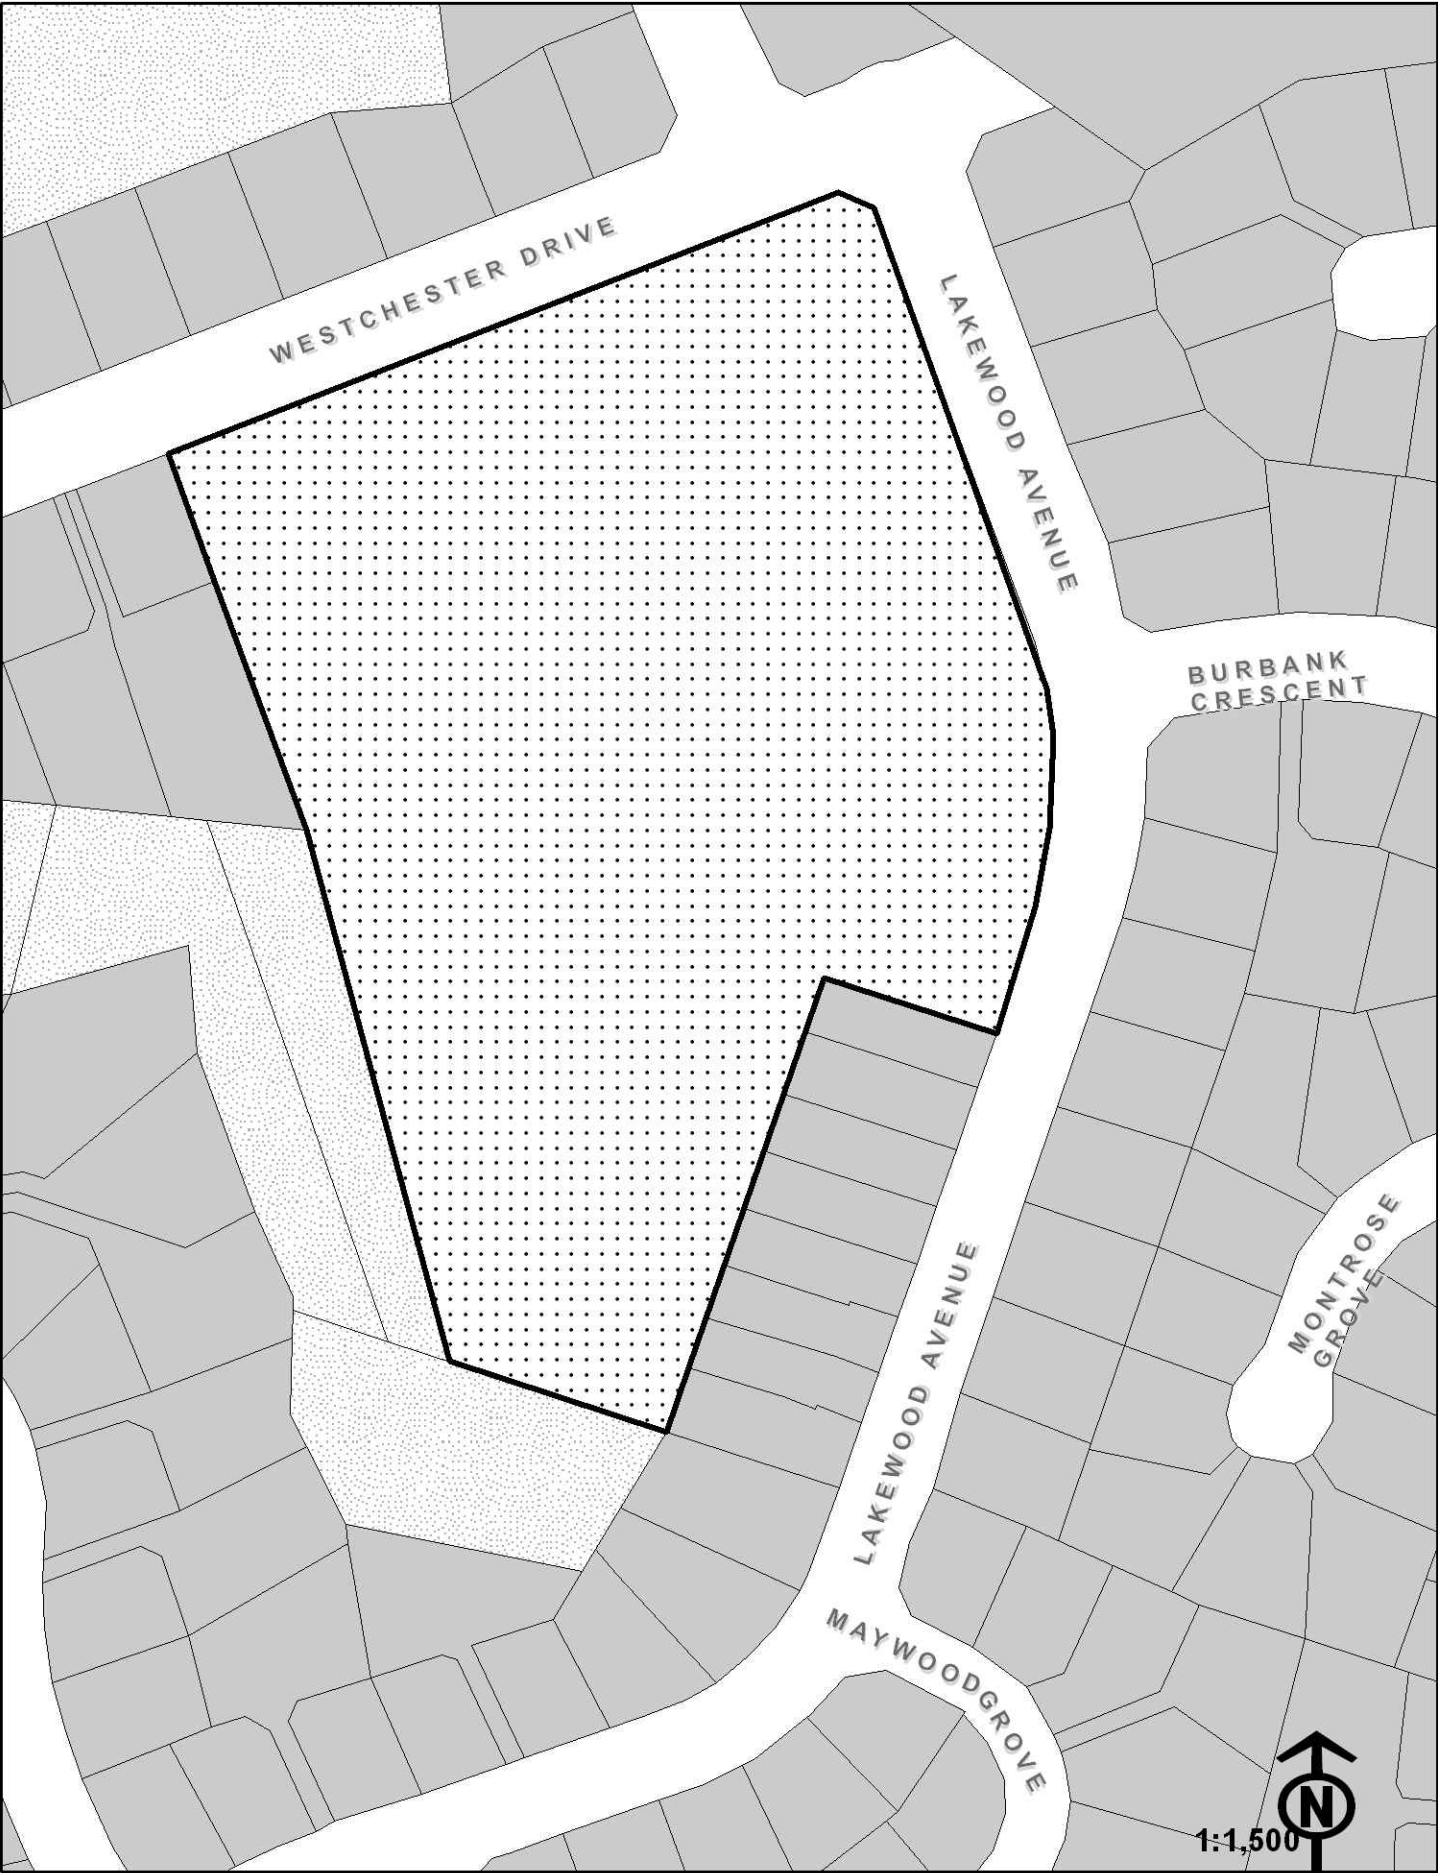 WESTCHESTER DRIVE
LAKEWOOD AVENUE
BURBANK
CRESCENT
MONTROSE
GROVE
LAKEWOOD AVENUE
MAYWOODGROVE
N
1:1,500